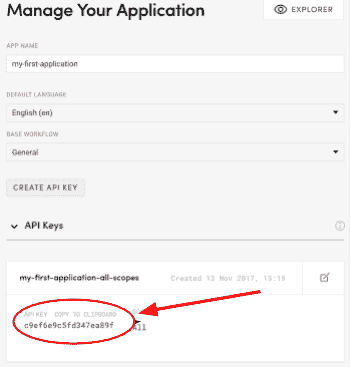 Manage Your Application
EXPLORER
APP NAME
my-first-application
DEFAULT LANGUAGE
English (en)
BASE WORKFLOW
General
CREATE API KEY
API Keys
my-first-application-all-scopes
Created 12 Nov 2017, 13:19
API KEY COPY TO CLIPBOARD
c9ef6e9c5fd347ea89f
All